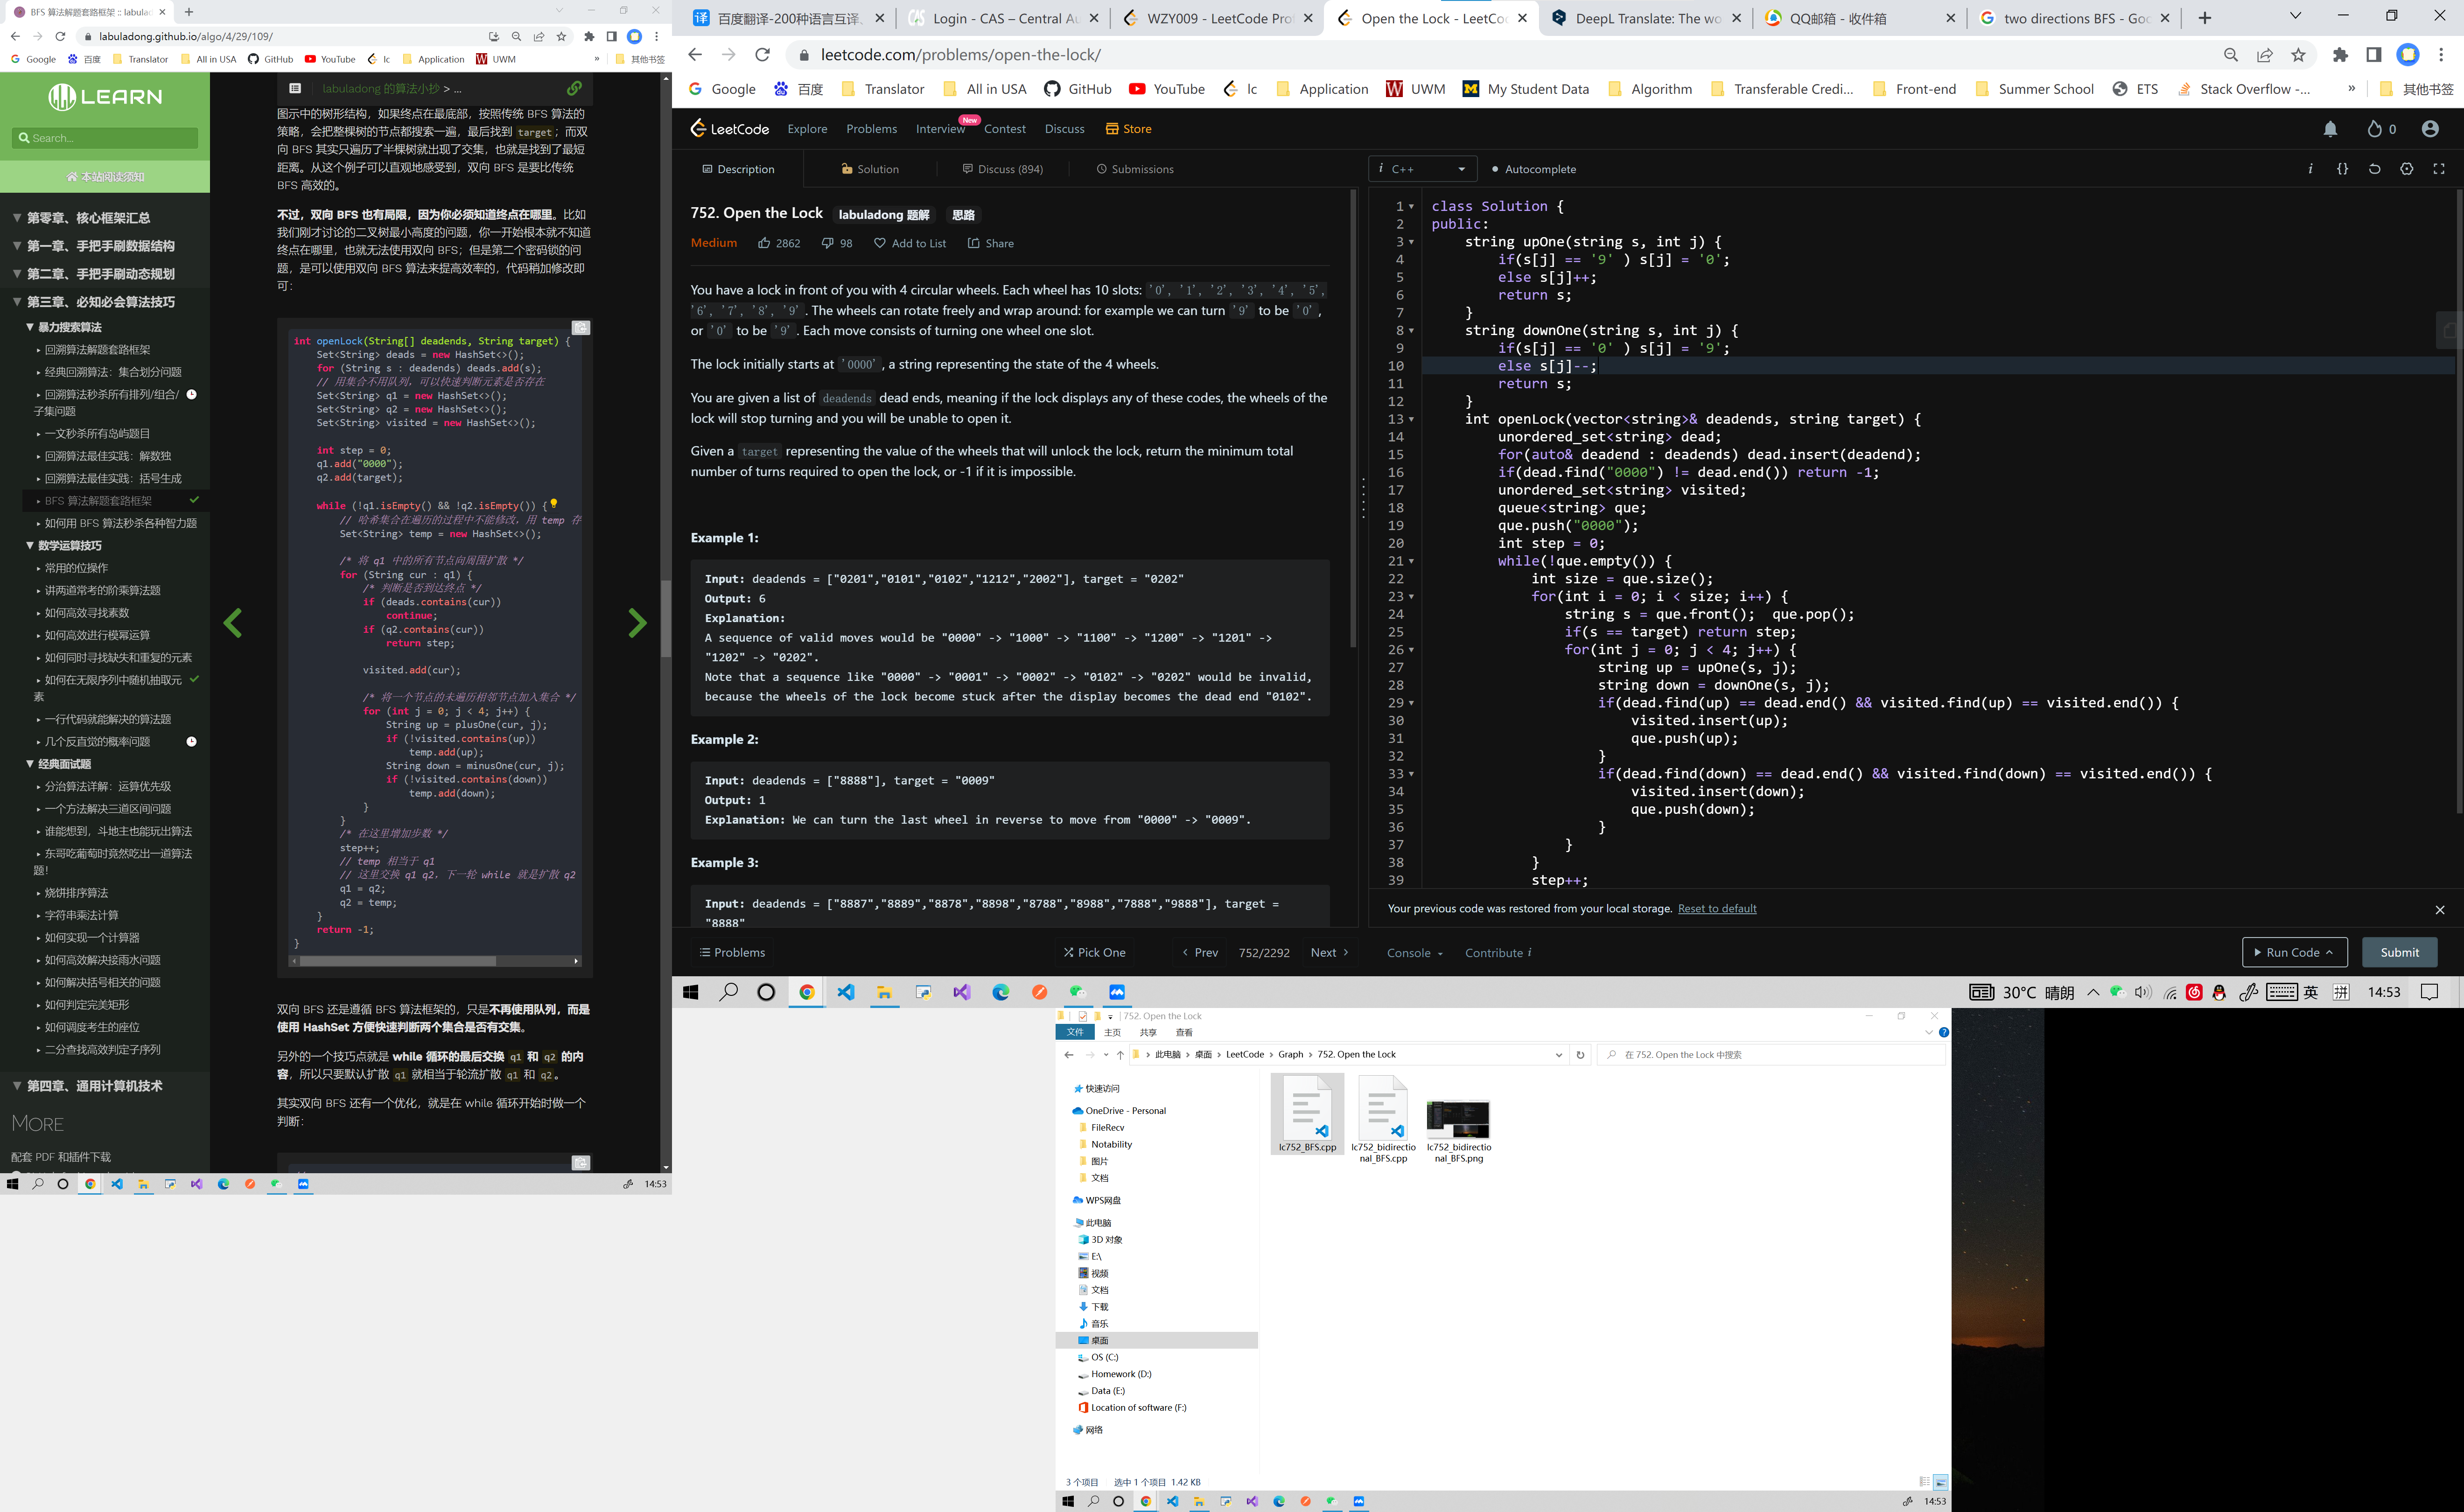 BFS 算法解题套路框架 :: labulad
labuladong.github.io/algo/4/29/109/
Google 百度 Translator All in USA GitHub YouTube lc Application UWM » 其他书签
LEARN
Search...
本站阅读须知
▼ 第零章、核心框架汇总
▼ 第一章、手把手刷数据结构
▼ 第二章、手把手刷动态规划
▼ 第三章、必知必会算法技巧
▼ 暴力搜索算法
▸ 回溯算法解题套路框架
▸ 经典回溯算法：集合划分问题
▸ 回溯算法秒杀所有排列/组合/
子集问题
▸ 一文秒杀所有岛屿题目
▸ 回溯算法最佳实践：解数独
▸ 回溯算法最佳实践：括号生成
▸ BFS 算法解题套路框架
▸ 如何用 BFS 算法秒杀各种智力题
▼ 数学运算技巧
▸ 常用的位操作
▸ 讲两道常考的阶乘算法题
▸ 如何高效寻找素数
▸ 如何高效进行模幂运算
▸ 如何同时寻找缺失和重复的元素
▸ 如何在无限序列中随机抽取元
素
▸ 一行代码就能解决的算法题
▸ 几个反直觉的概率问题
▼ 经典面试题
▸ 分治算法详解：运算优先级
▸ 一个方法解决三道区间问题
▸ 谁能想到，斗地主也能玩出算法
▸ 东哥吃葡萄时竟然吃出一道算法
题！
▸ 烧饼排序算法
▸ 字符串乘法计算
▸ 如何实现一个计算器
▸ 如何高效解决接雨水问题
▸ 如何解决括号相关的问题
▸ 如何判定完美矩形
▸ 如何调度考生的座位
▸ 二分查找高效判定子序列
▼ 第四章、通用计算机技术
MORE
配套 PDF 和插件下载
labuladong 的算法小抄 > ...
图示中的树形结构，如果终点在最底部，按照传统 BFS 算法的
策略，会把整棵树的节点都搜索一遍，最后找到 target；而双
向 BFS 其实只遍历了半棵树就出现了交集，也就是找到了最短
距离。从这个例子可以直观地感受到，双向 BFS 是要比传统
BFS 高效的。
不过，双向 BFS 也有局限，因为你必须知道终点在哪里。比如
我们刚才讨论的二叉树最小高度的问题，你一开始根本就不知道
终点在哪里，也就无法使用双向 BFS；但是第二个密码锁的问
题，是可以使用双向 BFS 算法来提高效率的，代码稍加修改即
可：
int openLock(String[] deadends, String target) {
Set<String> deads = new HashSet<>();
for (String s : deadends) deads.add(s);
// 用集合不用队列，可以快速判断元素是否存在
Set<String> q1 = new HashSet<>();
Set<String> q2 = new HashSet<>();
Set<String> visited = new HashSet<>();
int step = 0;
q1.add("0000");
q2.add(target);
while (!q1.isEmpty() && !q2.isEmpty()) {
// 哈希集合在遍历的过程中不能修改，用 temp 存
Set<String> temp = new HashSet<>();
/* 将 q1 中的所有节点向周围扩散 */
for (String cur : q1) {
/* 判断是否到达终点 */
if (deads.contains(cur))
continue;
if (q2.contains(cur))
return step;
visited.add(cur);
/* 将一个节点的未遍历相邻节点加入集合 */
for (int j = 0; j < 4; j++) {
String up = plusOne(cur, j);
if (!visited.contains(up))
temp.add(up);
String down = minusOne(cur, j);
if (!visited.contains(down))
temp.add(down);
}
}
/* 在这里增加步数 */
step++;
// temp 相当于 q1
// 这里交换 q1 q2，下一轮 while 就是扩散 q2
q1 = q2;
q2 = temp;
}
return -1;
}
双向 BFS 还是遵循 BFS 算法框架的，只是不再使用队列，而是
使用 HashSet 方便快速判断两个集合是否有交集。
另外的一个技巧点就是 while 循环的最后交换 q1 和 q2 的内
容，所以只要默认扩散 q1 就相当于轮流扩散 q1 和 q2。
其实双向 BFS 还有一个优化，就是在 while 循环开始时做一个
判断：
14:53
百度翻译-200种语言互译、 Login - CAS – Central Au WZY009 - LeetCode Prof Open the Lock - LeetCo DeepL Translate: The wo QQ邮箱 - 收件箱 two directions BFS - Goo
leetcode.com/problems/open-the-lock/
Google 百度 Translator All in USA GitHub YouTube lc Application UWM My Student Data Algorithm Transferable Credi... Front-end Summer School ETS Stack Overflow -... » 其他书签
LeetCode Explore Problems Interview New Contest Discuss Store 0
Description Solution Discuss (894) Submissions
752. Open the Lock labuladong 题解 思路
Medium 2862 98 Add to List Share
You have a lock in front of you with 4 circular wheels. Each wheel has 10 slots: '0', '1', '2', '3', '4', '5',
'6', '7', '8', '9'. The wheels can rotate freely and wrap around: for example we can turn '9' to be '0',
or '0' to be '9'. Each move consists of turning one wheel one slot.
The lock initially starts at '0000', a string representing the state of the 4 wheels.
You are given a list of deadends dead ends, meaning if the lock displays any of these codes, the wheels of the
lock will stop turning and you will be unable to open it.
Given a target representing the value of the wheels that will unlock the lock, return the minimum total
number of turns required to open the lock, or -1 if it is impossible.
Example 1:
Input: deadends = ["0201","0101","0102","1212","2002"], target = "0202"
Output: 6
Explanation:
A sequence of valid moves would be "0000" -> "1000" -> "1100" -> "1200" -> "1201" ->
"1202" -> "0202".
Note that a sequence like "0000" -> "0001" -> "0002" -> "0102" -> "0202" would be invalid,
because the wheels of the lock become stuck after the display becomes the dead end "0102".
Example 2:
Input: deadends = ["8888"], target = "0009"
Output: 1
Explanation: We can turn the last wheel in reverse to move from "0000" -> "0009".
Example 3:
Input: deadends = ["8887","8889","8878","8898","8788","8988","7888","9888"], target =
"8888"
Problems Pick One Prev 752/2292 Next
i C++ Autocomplete
1 class Solution {
2 public:
3 string upOne(string s, int j) {
4 if(s[j] == '9' ) s[j] = '0';
5 else s[j]++;
6 return s;
7 }
8 string downOne(string s, int j) {
9 if(s[j] == '0' ) s[j] = '9';
10 else s[j]--;
11 return s;
12 }
13 int openLock(vector<string>& deadends, string target) {
14 unordered_set<string> dead;
15 for(auto& deadend : deadends) dead.insert(deadend);
16 if(dead.find("0000") != dead.end()) return -1;
17 unordered_set<string> visited;
18 queue<string> que;
19 que.push("0000");
20 int step = 0;
21 while(!que.empty()) {
22 int size = que.size();
23 for(int i = 0; i < size; i++) {
24 string s = que.front(); que.pop();
25 if(s == target) return step;
26 for(int j = 0; j < 4; j++) {
27 string up = upOne(s, j);
28 string down = downOne(s, j);
29 if(dead.find(up) == dead.end() && visited.find(up) == visited.end()) {
30 visited.insert(up);
31 que.push(up);
32 }
33 if(dead.find(down) == dead.end() && visited.find(down) == visited.end()) {
34 visited.insert(down);
35 que.push(down);
36 }
37 }
38 }
39 step++;
Your previous code was restored from your local storage. Reset to default
Console Contribute i Run Code Submit
30°C 晴朗 英 拼 14:53
752. Open the Lock
文件 主页 共享 查看
此电脑 › 桌面 › LeetCode › Graph › 752. Open the Lock 在 752. Open the Lock 中搜索
快速访问
OneDrive - Personal
FileRecv
Notability
图片
文档
WPS网盘
此电脑
3D 对象
E:\
视频
文档
下载
音乐
桌面
OS (C:)
Homework (D:)
Data (E:)
Location of software (F:)
网络
lc752_BFS.cpp
lc752_bidirectio
nal_BFS.cpp
lc752_bidirectio
nal_BFS.png
3 个项目 选中 1 个项目 1.42 KB
14:53